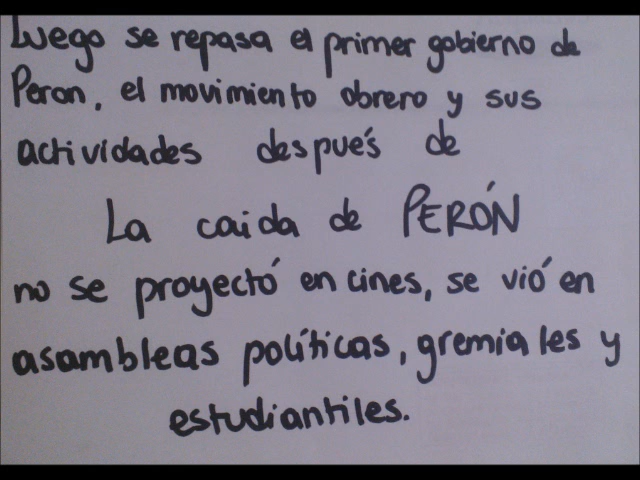 Luego se repasa el primer gobierno de
Peron, el movimiento obrero y sus
actividades después de
La caida de PERÓN
no se proyectó en cines, se vió en
asambleas políticas, gremiales y
estudiantiles.